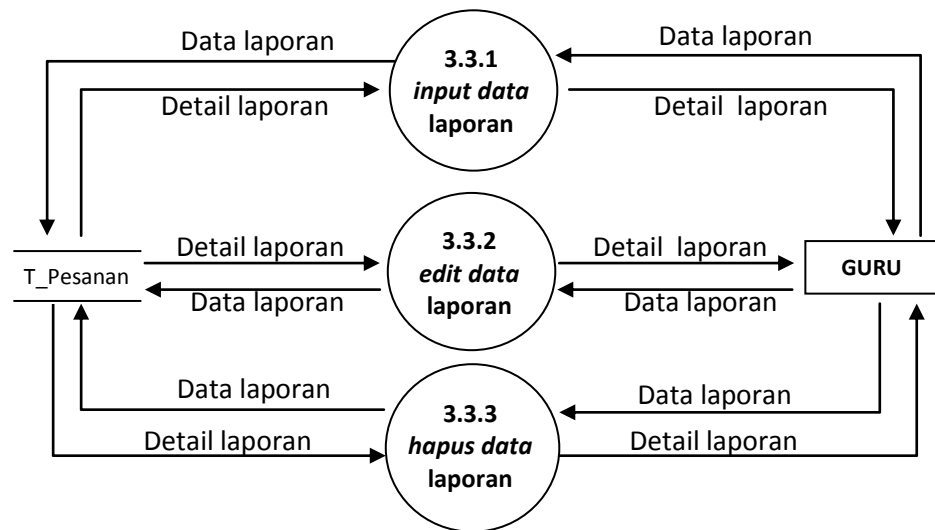 Data laporan
3.3.1
input data
laporan
Data laporan
Detail laporan
Detail  laporan
Detail laporan
3.3.2
edit data
laporan
Detail  laporan
T_Pesanan
GURU
Data laporan
Data laporan
Data laporan
3.3.3
hapus data
laporan
Data laporan
Detail laporan
Detail laporan